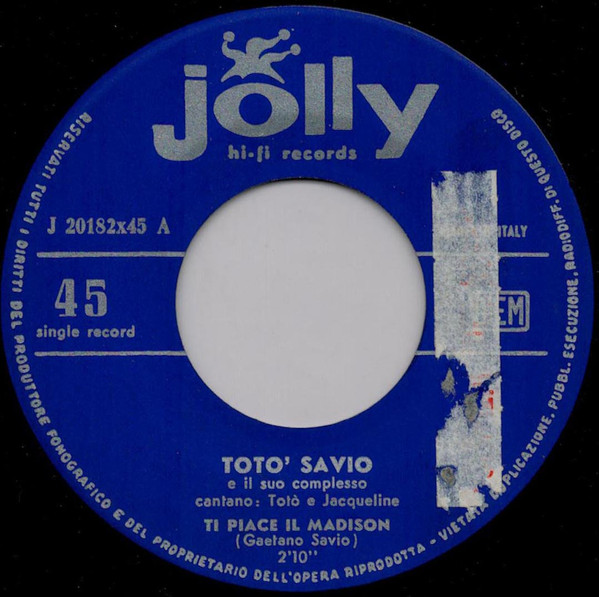 jolly
hi-fi records
J 20182x45 A
ITALY
45
single record
EM
TOTO' SAVIO
e il suo complesso
cantano: Totò e Jacqueline
TI PIACE IL MADISON
(Gaetano Savio)
2'10"
RISERVATI TUTTI I DIRITTI DEL PRODUTTORE FONOGRAFICO E DEL PROPRIETARIO DELL'OPERA RIPRODOTTA - VIETATA DUPLICAZIONE, PUBBL. ESECUZIONE, RADIODIFF. DI QUESTO DISCO